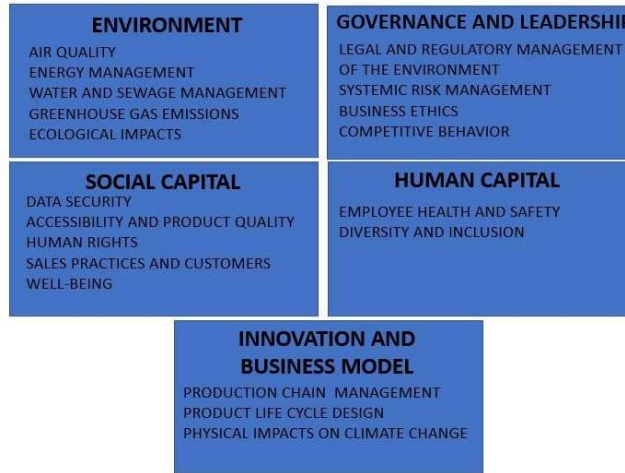 ENVIRONMENT
AIR QUALITY
ENERGY MANAGEMENT
WATER AND SEWAGE MANAGEMENT
GREENHOUSE GAS EMISSIONS
ECOLOGICAL IMPACTS
GOVERNANCE AND LEADERSHIP
LEGAL AND REGULATORY MANAGEMENT
OF THE ENVIRONMENT
SYSTEMIC RISK MANAGEMENT
BUSINESS ETHICS
COMPETITIVE BEHAVIOR
SOCIAL CAPITAL
DATA SECURITY
ACCESSIBILITY AND PRODUCT QUALITY
HUMAN RIGHTS
SALES PRACTICES AND CUSTOMERS
WELL-BEING
HUMAN CAPITAL
EMPLOYEE HEALTH AND SAFETY
DIVERSITY AND INCLUSION
INNOVATION AND
BUSINESS MODEL
PRODUCTION CHAIN MANAGEMENT
PRODUCT LIFE CYCLE DESIGN
PHYSICAL IMPACTS ON CLIMATE CHANGE